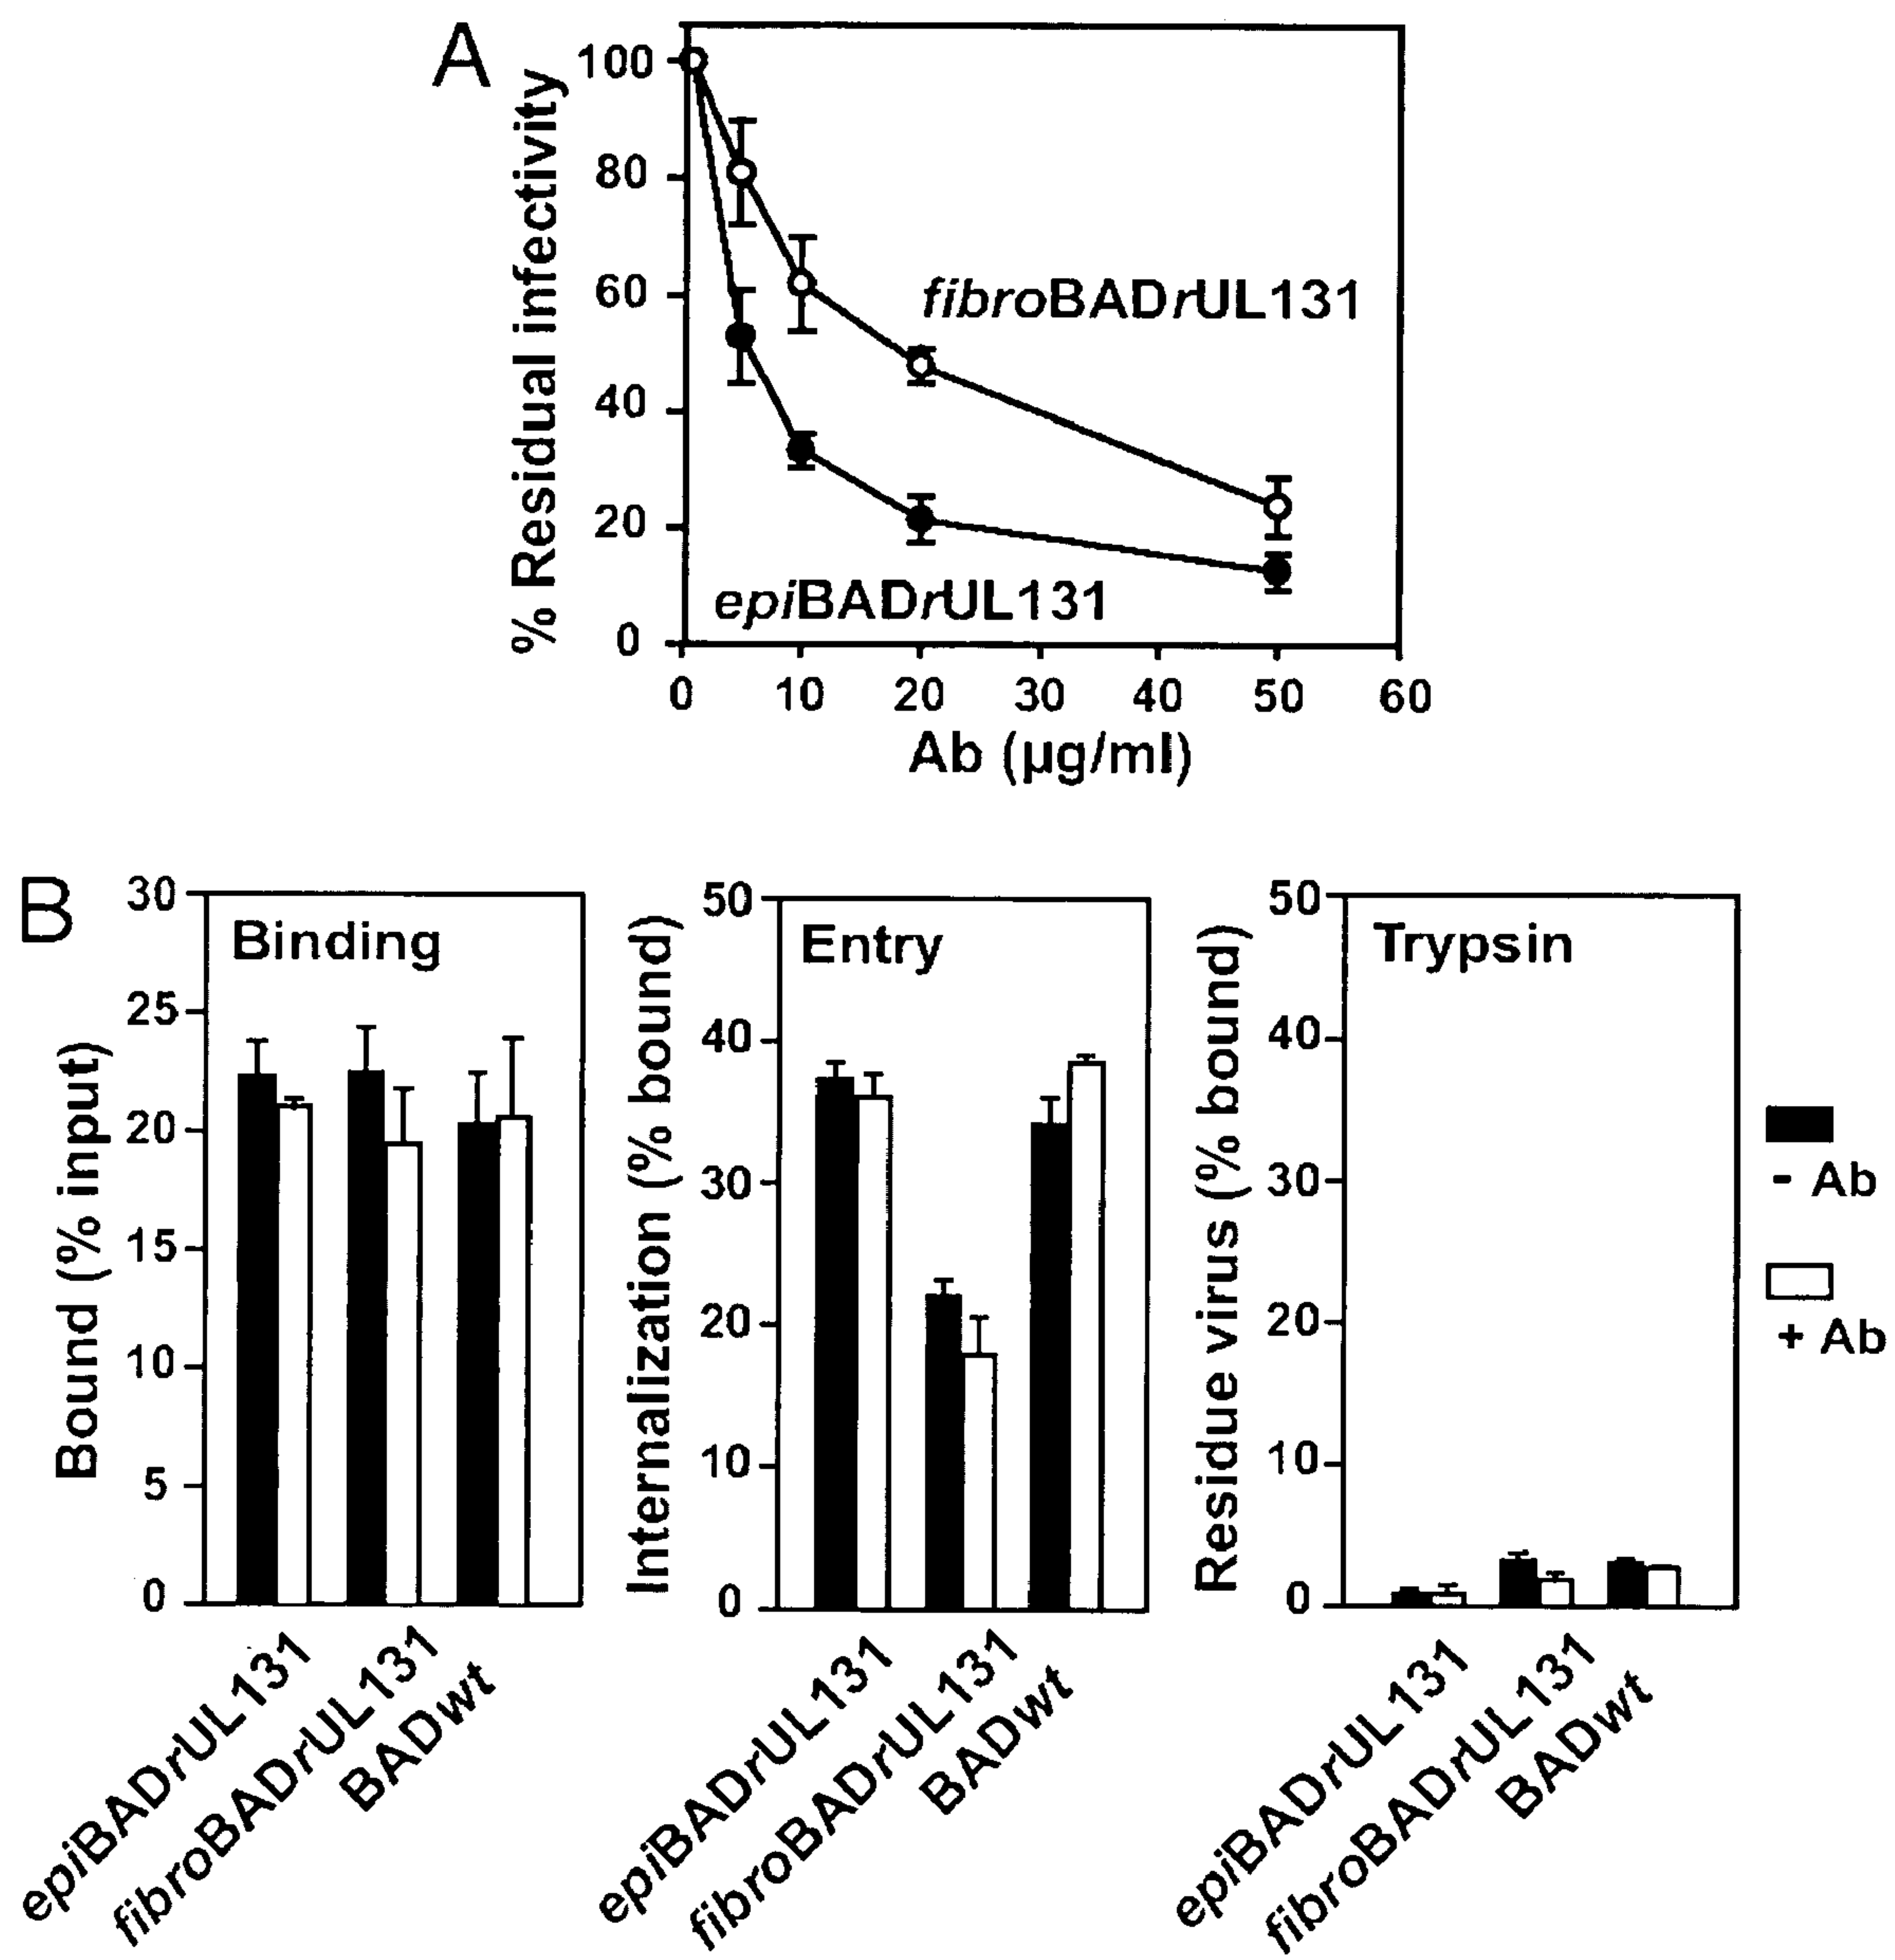 A
% Residual infectivity
100
80
60
40
20
0
fibroBADrUL131
epiBADrUL131
0 10 20 30 40 50 60
Ab (µg/ml)
B
Bound (% input)
30
25
20
15
10
5
0
Binding
epiBADrUL131
fibroBADrUL131
BADwt
Internalization (% bound)
50
40
30
20
10
0
Entry
epiBADrUL131
fibroBADrUL131
BADwt
Residue virus (% bound)
50
40
30
20
10
0
Trypsin
epiBADrUL131
fibroBADrUL131
BADwt
- Ab
+ Ab